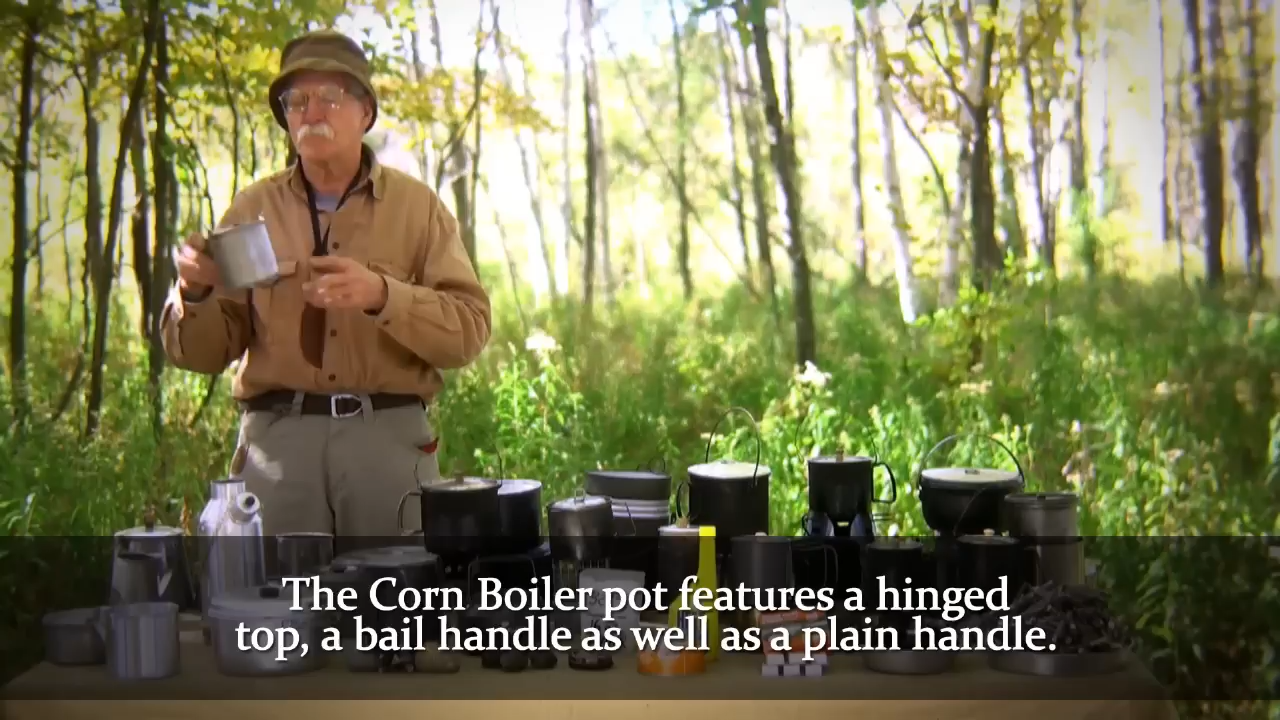 The Corn Boiler pot features a hinged
top, a bail handle as well as a plain handle.